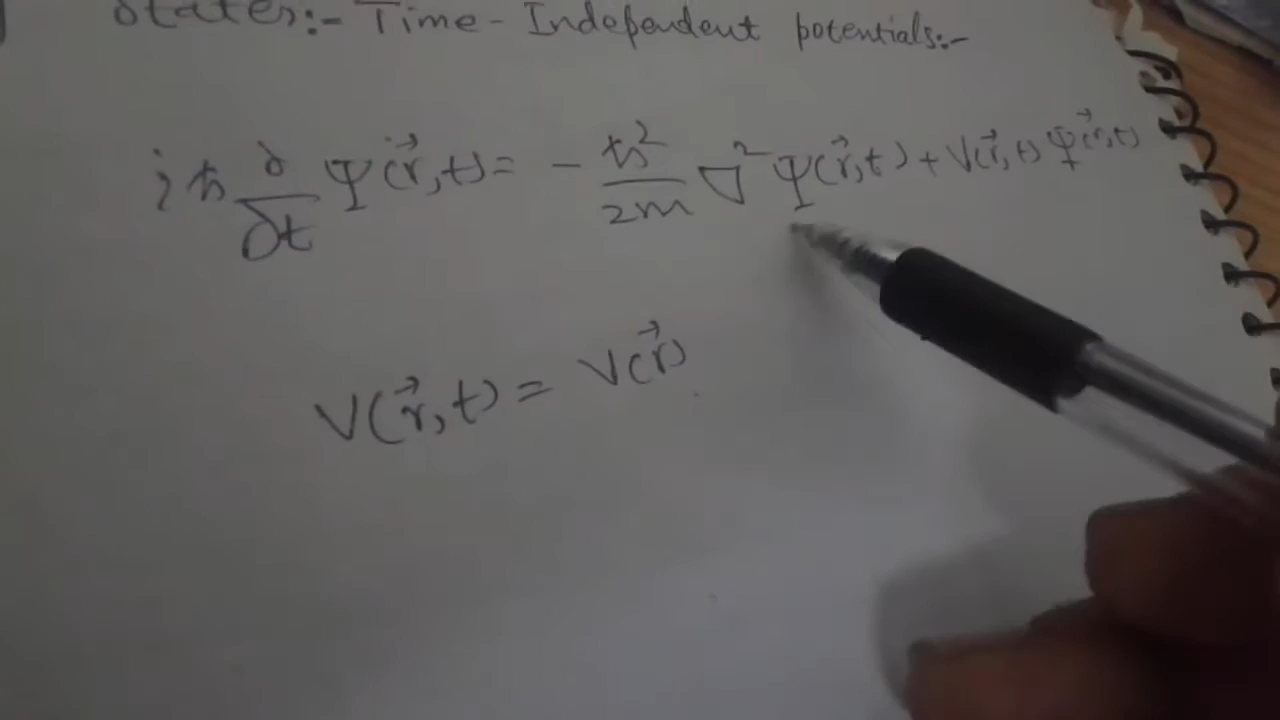 States:- Time - Independent potentials:-
iℏ ∂/∂t Ψ(r⃗,t) = - ℏ²/2m ∇² Ψ(r⃗,t) + V(r⃗,t) Ψ(r⃗,t)
V(r⃗,t) = V(r⃗)